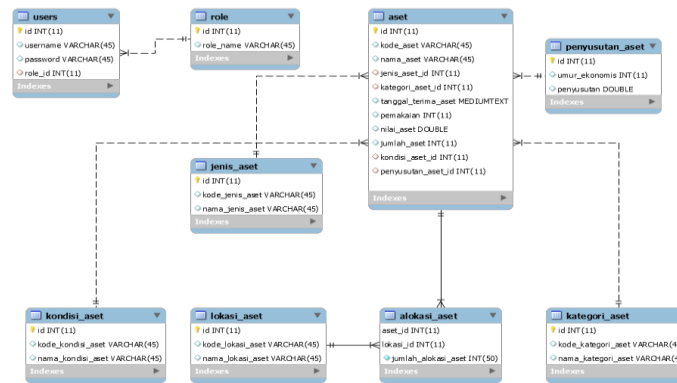 users
id INT(11)
username VARCHAR(45)
password VARCHAR(45)
role_id INT(11)
Indexes
role
id INT(11)
role_name VARCHAR(45)
Indexes
aset
id INT(11)
kode_aset VARCHAR(45)
nama_aset VARCHAR(45)
jenis_aset_id INT(11)
kategori_aset_id INT(11)
tanggal_terima_aset MEDIUMTEXT
pemakaian INT(11)
nilai_aset DOUBLE
jumlah_aset INT(11)
kondisi_aset_id INT(11)
penyusutan_aset_id INT(11)
Indexes
penyusutan_aset
id INT(11)
umur_ekonomis INT(11)
penyusutan DOUBLE
Indexes
jenis_aset
id INT(11)
kode_jenis_aset VARCHAR(45)
nama_jenis_aset VARCHAR(45)
Indexes
kondisi_aset
id INT(11)
kode_kondisi_aset VARCHAR(45)
nama_kondisi_aset VARCHAR(45)
Indexes
lokasi_aset
id INT(11)
kode_lokasi_aset VARCHAR(45)
nama_lokasi_aset VARCHAR(45)
Indexes
alokasi_aset
aset_id INT(11)
lokasi_id INT(11)
jumlah_alokasi_aset INT(50)
Indexes
kategori_aset
id INT(11)
kode_kategori_aset VARCHAR(4
nama_kategori_aset VARCHAR(4
Indexes